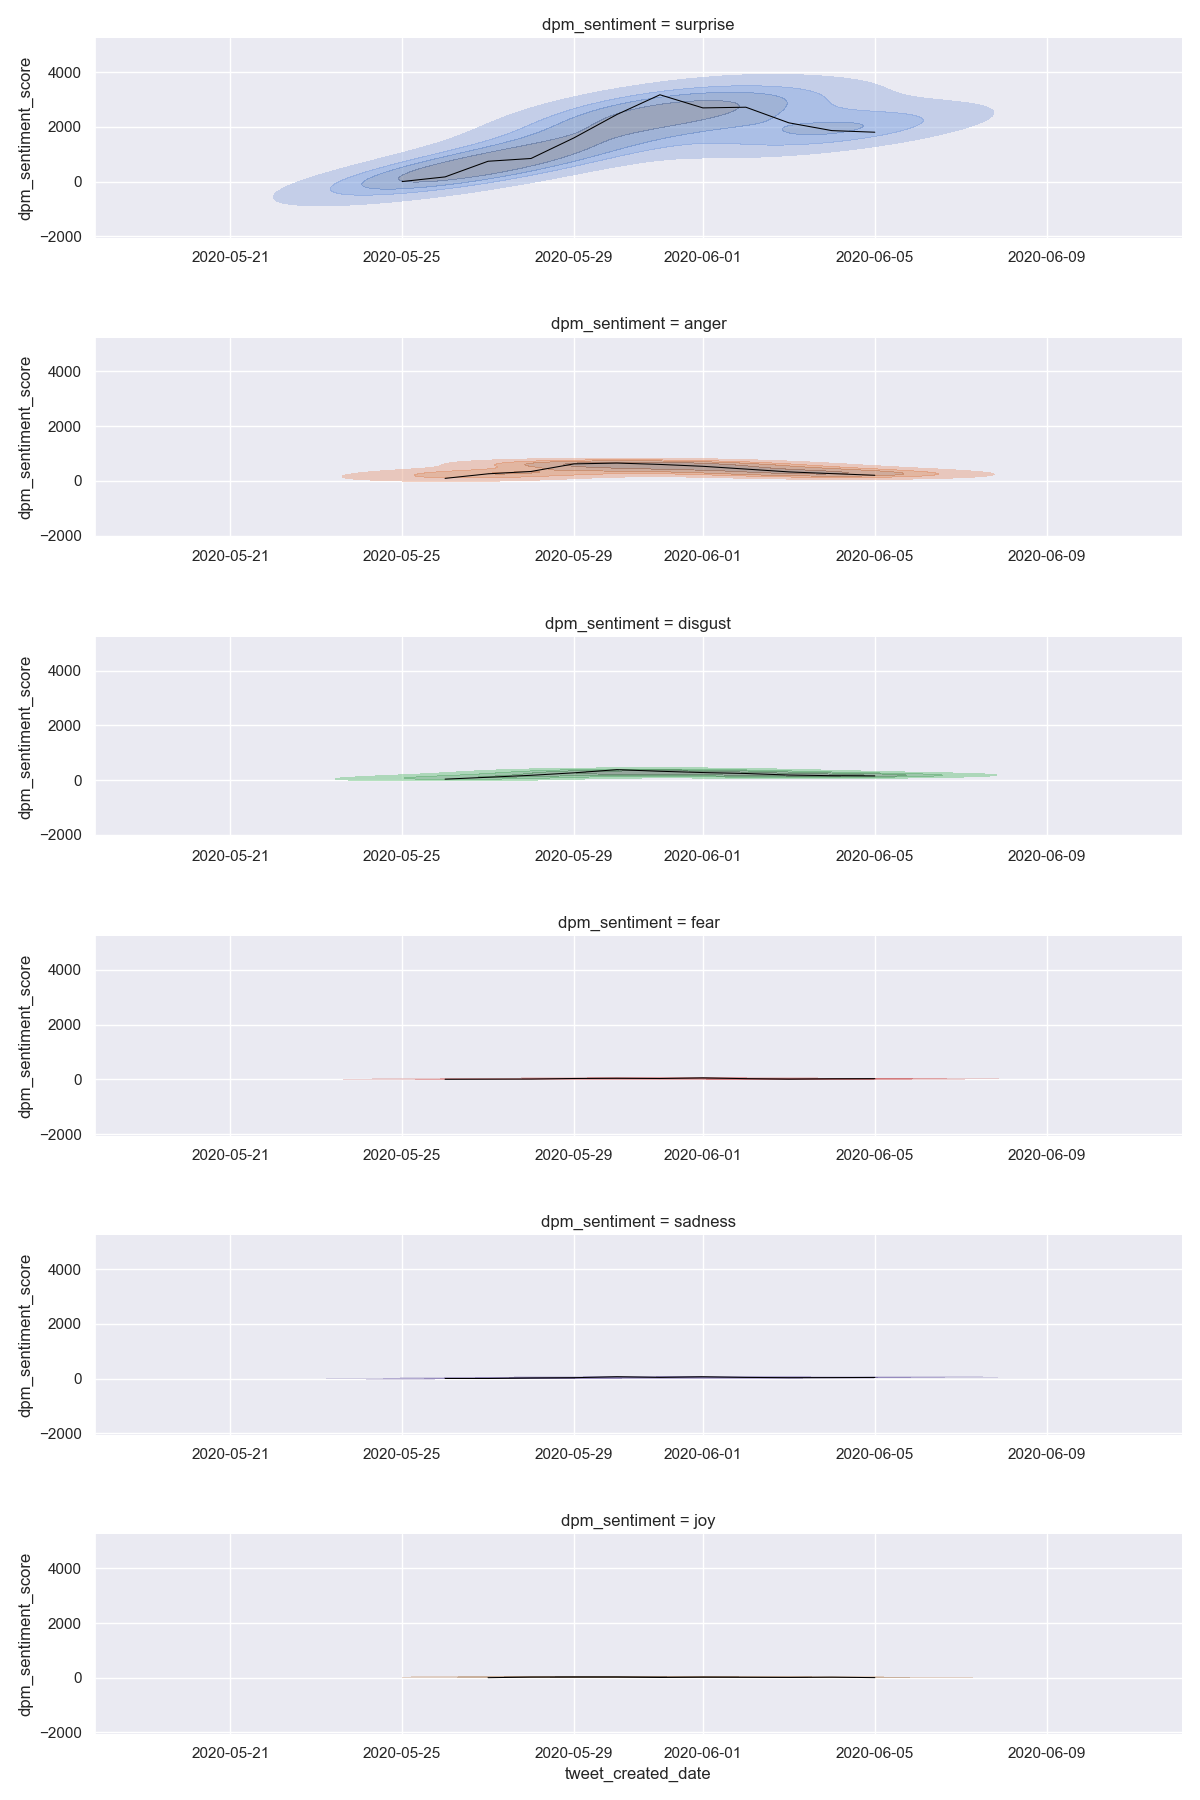 dpm_sentiment = surprise
dpm_sentiment_score
4000
2000
0
−2000
2020-05-21 2020-05-25 2020-05-29 2020-06-01 2020-06-05 2020-06-09
dpm_sentiment = anger
dpm_sentiment_score
4000
2000
0
−2000
2020-05-21 2020-05-25 2020-05-29 2020-06-01 2020-06-05 2020-06-09
dpm_sentiment = disgust
dpm_sentiment_score
4000
2000
0
−2000
2020-05-21 2020-05-25 2020-05-29 2020-06-01 2020-06-05 2020-06-09
dpm_sentiment = fear
dpm_sentiment_score
4000
2000
0
−2000
2020-05-21 2020-05-25 2020-05-29 2020-06-01 2020-06-05 2020-06-09
dpm_sentiment = sadness
dpm_sentiment_score
4000
2000
0
−2000
2020-05-21 2020-05-25 2020-05-29 2020-06-01 2020-06-05 2020-06-09
dpm_sentiment = joy
dpm_sentiment_score
4000
2000
0
−2000
2020-05-21 2020-05-25 2020-05-29 2020-06-01 2020-06-05 2020-06-09
tweet_created_date